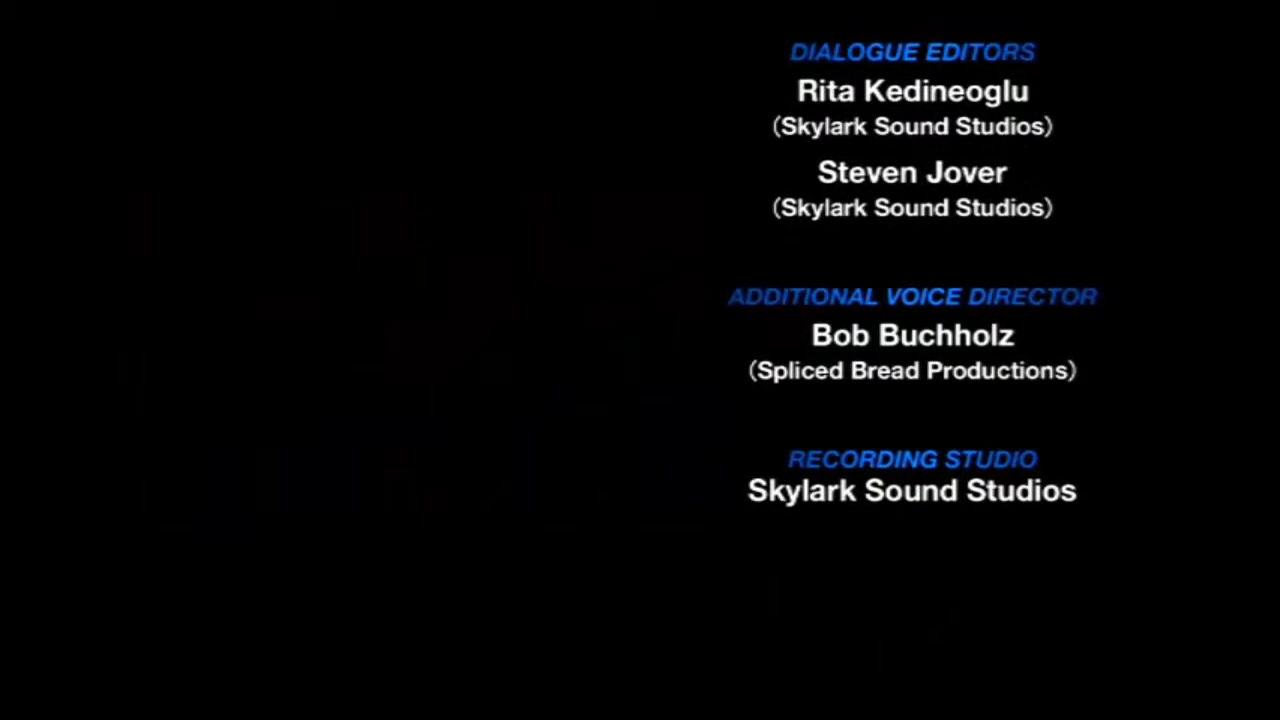 DIALOGUE EDITORS
Rita Kedineoglu
(Skylark Sound Studios)
Steven Jover
(Skylark Sound Studios)
ADDITIONAL VOICE DIRECTOR
Bob Buchholz
(Spliced Bread Productions)
RECORDING STUDIO
Skylark Sound Studios